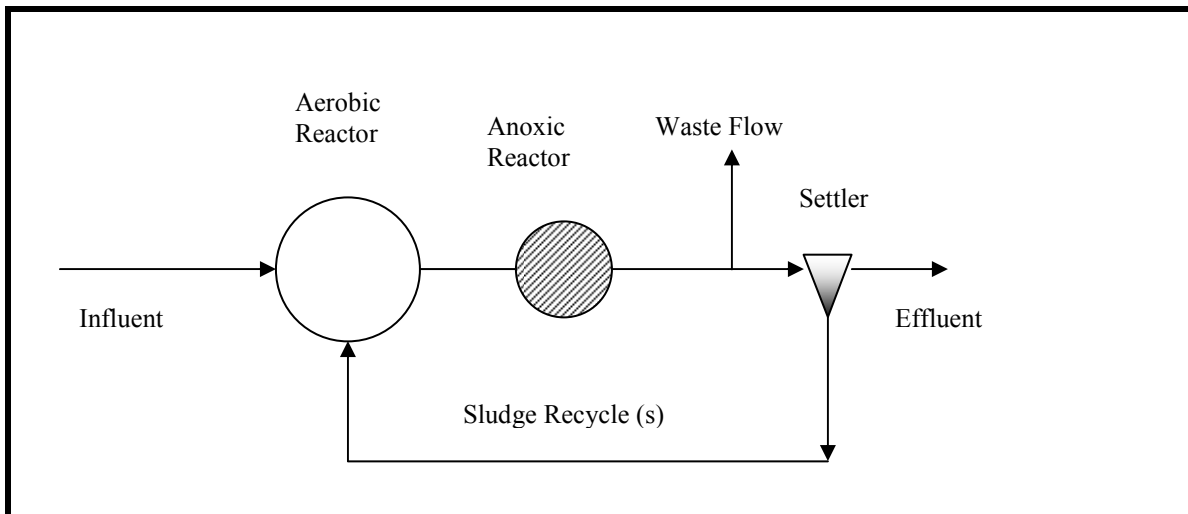 Aerobic
Reactor
Anoxic
Reactor
Waste Flow
Settler
Influent
Effluent
Sludge Recycle (s)